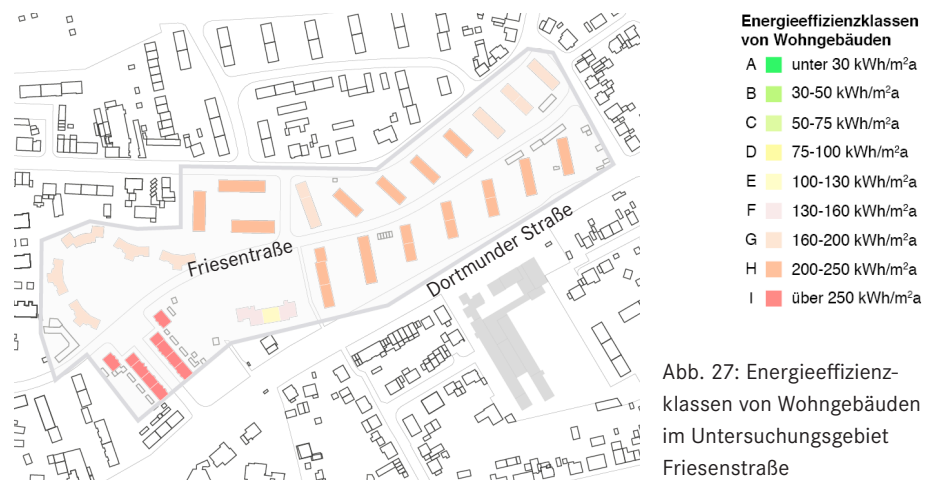 Friesentraße
Dortmunder Straße
Energieeffizienzklassen
von Wohngebäuden
A unter 30 kWh/m²a
B 30-50 kWh/m²a
C 50-75 kWh/m²a
D 75-100 kWh/m²a
E 100-130 kWh/m²a
F 130-160 kWh/m²a
G 160-200 kWh/m²a
H 200-250 kWh/m²a
I über 250 kWh/m²a
Abb. 27: Energieeffizienz-
klassen von Wohngebäuden
im Untersuchungsgebiet
Friesenstraße